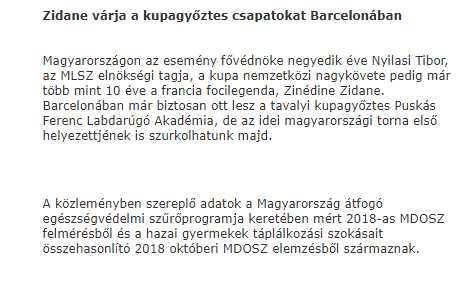 Zidane várja a kupagyőztes csapatokat Barcelonában
Magyarországon az esemény fővédnöke negyedik éve Nyilasi Tibor,
az MLSZ elnökségi tagja, a kupa nemzetközi nagykövete pedig már
több mint 10 éve a francia focilegenda, Zinédine Zidane.
Barcelonában már biztosan ott lesz a tavalyi kupagyőztes Puskás
Ferenc Labdarúgó Akadémia, de az idei magyarországi torna első
helyezettjének is szurkolhatunk majd.
A közleményben szereplő adatok a Magyarország átfogó
egészségvédelmi szűrőprogramja keretében mért 2018-as MDOSZ
felmérésből és a hazai gyermekek táplálkozási szokásait
összehasonlító 2018 októberi MDOSZ elemzésből származnak.